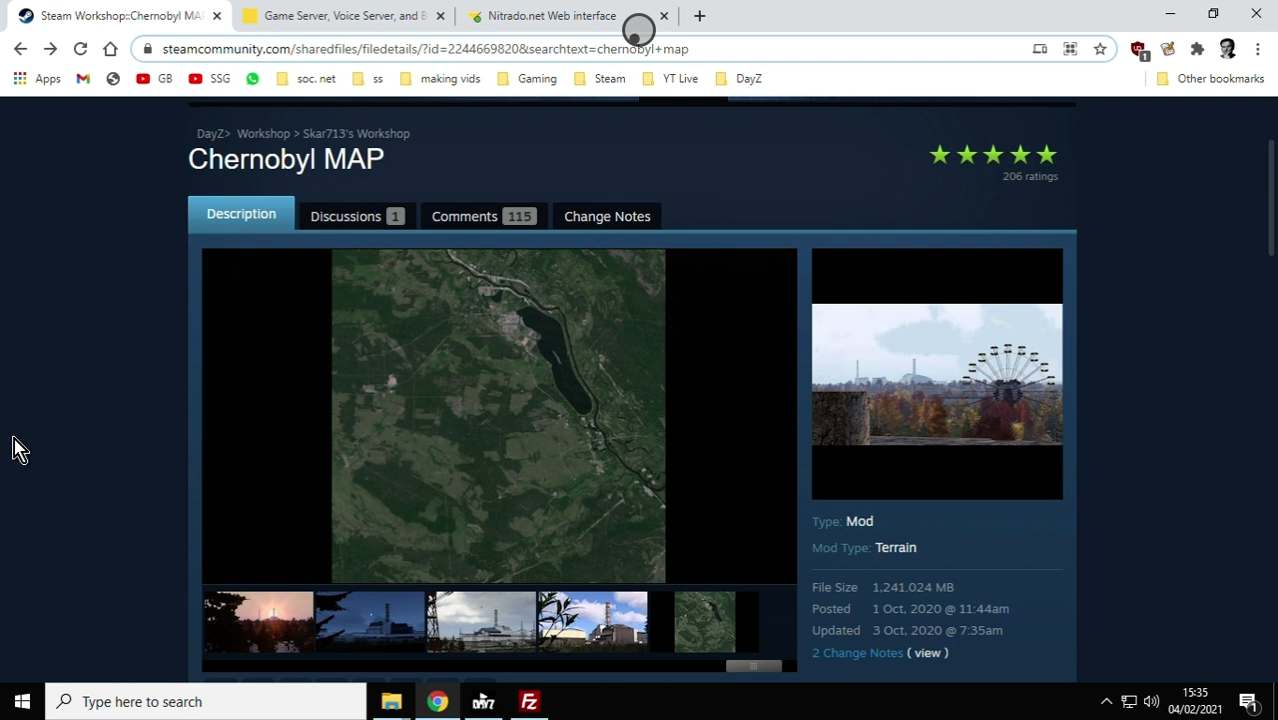 Steam Workshop::Chernobyl MA
Game Server, Voice Server, and B
Nitrado.net Web interface
steamcommunity.com/sharedfiles/filedetails/?id=2244669820&searchtext=chernobyl+map
1
Apps
GB
SSG
soc. net
ss
making vids
Gaming
Steam
YT Live
DayZ
Other bookmarks
DayZ> Workshop > Skar713's Workshop
Chernobyl MAP
206 ratings
Description
Discussions 1
Comments 115
Change Notes
Type: Mod
Mod Type: Terrain
File Size 1,241.024 MB
Posted 1 Oct, 2020 @ 11:44am
Updated 3 Oct, 2020 @ 7:35am
2 Change Notes ( view )
Type here to search
DAYZ
FZ
15:35
04/02/2021
1